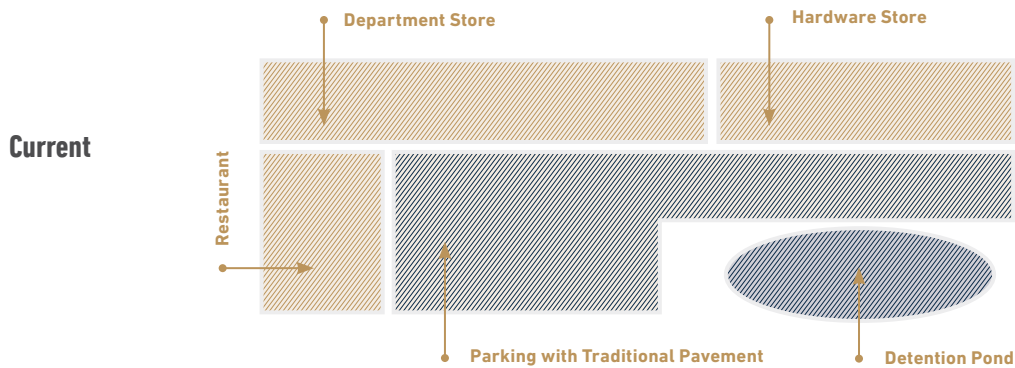 Department Store
Hardware Store
Current
Restaurant
Parking with Traditional Pavement
Detention Pond